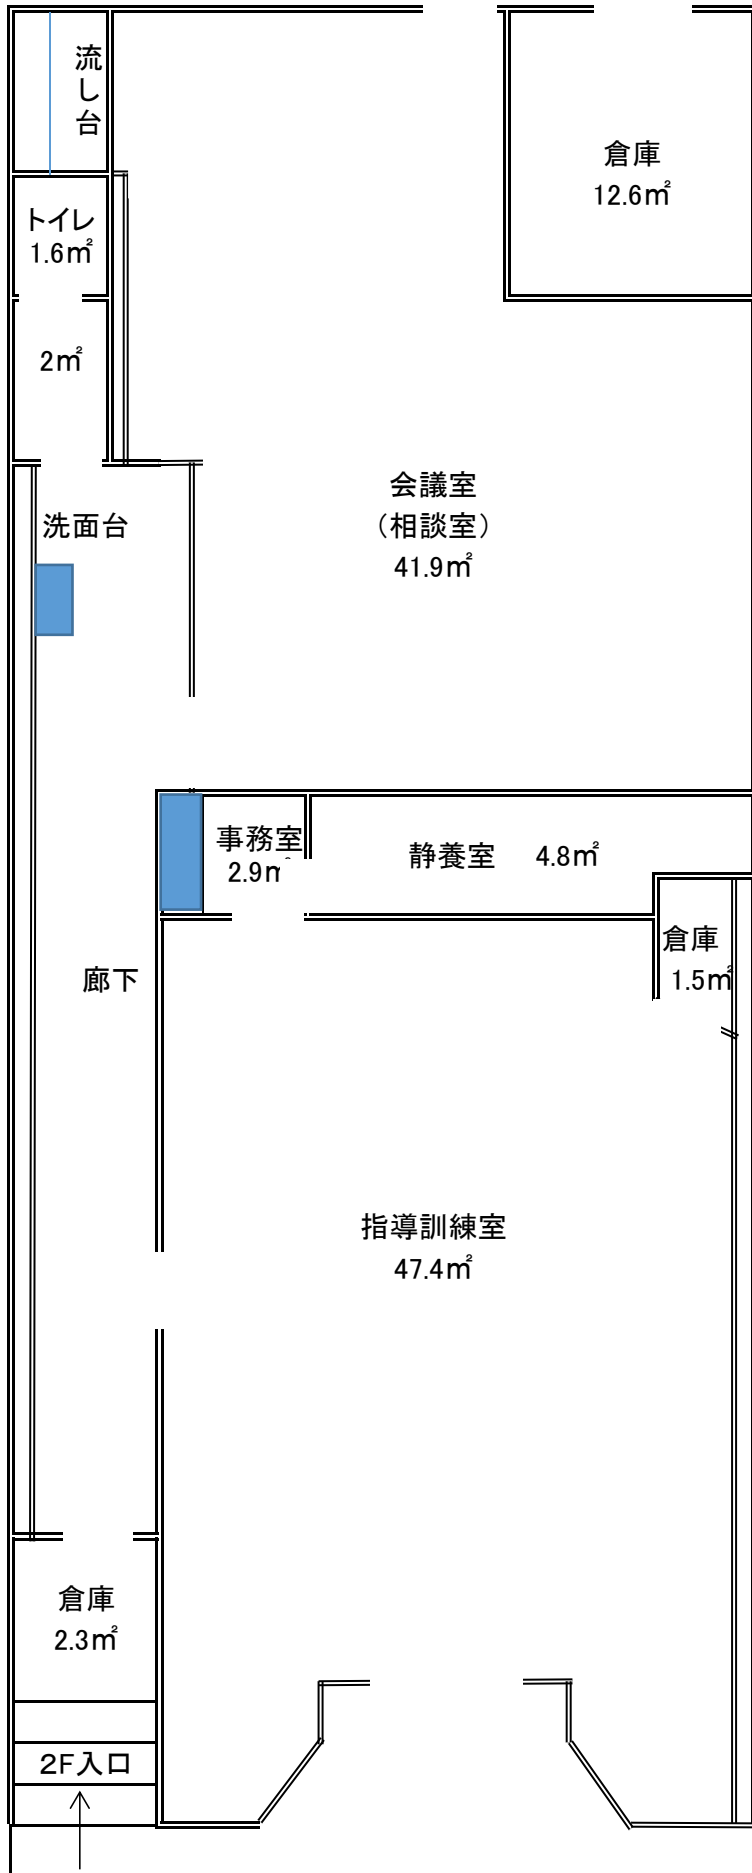 流し台
倉庫
12.6㎡
トイレ
1.6㎡
2㎡
会議室
（相談室）
41.9㎡
洗面台
事務室
2.9㎡
静養室　4.8㎡
倉庫
1.5㎡
廊下
指導訓練室
47.4㎡
倉庫
2.3㎡
2F入口